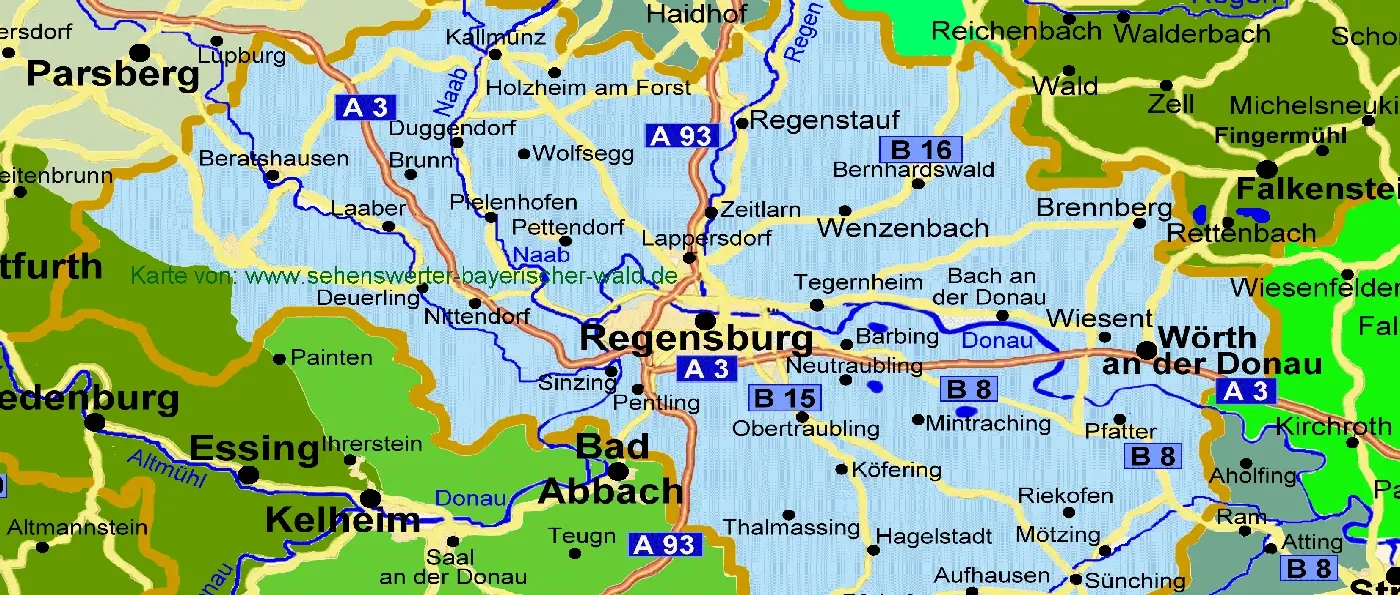 Haidhof
Regen
Regen
ersdorf
Lupburg
Parsberg
Kallmünz
Holzheim am Forst
Naab
Reichenbach
Walderbach
Scho
Wald
Zell
Michelsneuki
Fingermühl
A 3
Duggendorf
Brunn
Wolfsegg
A 93
Regenstauf
B 16
Bernhardswald
Beratshausen
eitenbrunn
Falkenstei
Laaber
Pielenhofen
Pettendorf
Naab
Zeitlarn
Lappersdorf
Wenzenbach
Brennberg
Rettenbach
tfurth
Karte von: www.sehenswerter-bayerischer-wald.de
Deuerling
Nittendorf
Tegernheim
Bach an
der Donau
Wiesenfelder
Wiesent
Fal
Regensburg
Barbing
Donau
Wörth
an der Donau
Painten
Sinzing
A 3
Neutraubling
Pentling
B 15
B 8
A 3
edenburg
Obertraubling
Mintraching
Pfatter
Kirchroth
Essing
Ihrerstein
Bad
Abbach
Altmühl
Köfering
B 8
Aholfing
Pa
Donau
Kelheim
Riekofen
Altmannstein
Teugn
A 93
Thalmassing
Hagelstadt
Mötzing
Ram
Atting
B 8
Saal
an der Donau
Aufhausen
Sünching
Str